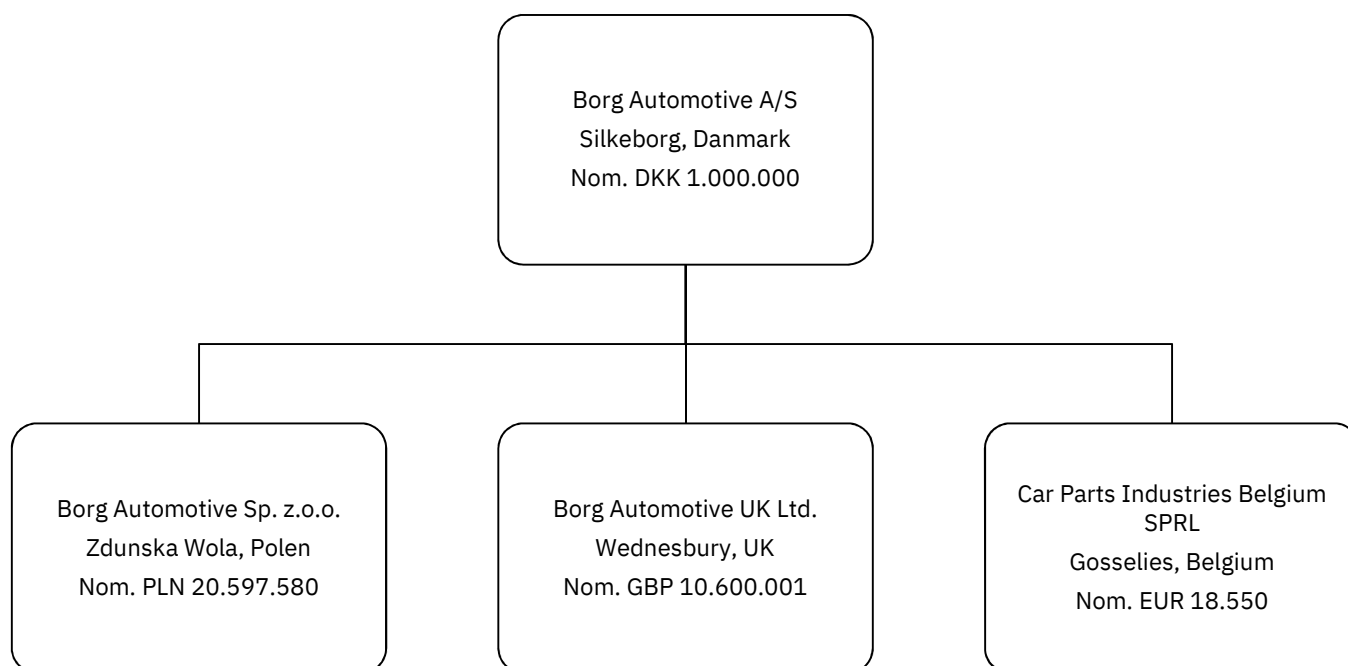 Borg Automotive A/S
Silkeborg, Danmark
Nom. DKK 1.000.000
Borg Automotive Sp. z.o.o.
Zdunska Wola, Polen
Nom. PLN 20.597.580
Borg Automotive UK Ltd.
Wednesbury, UK
Nom. GBP 10.600.001
Car Parts Industries Belgium
SPRL
Gosselies, Belgium
Nom. EUR 18.550